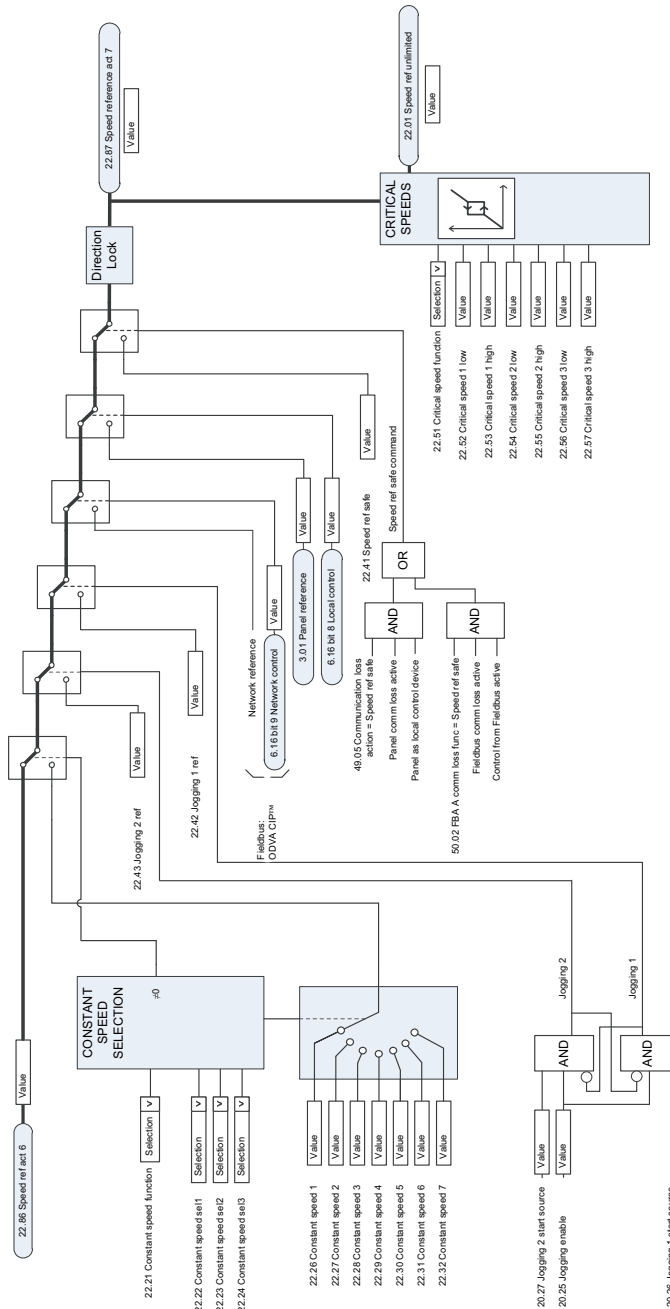 22.86 Speed ref act 6
Value
22.21 Constant speed function
Selection
v
22.22 Constant speed sel1
Selection
v
22.23 Constant speed sel2
Selection
v
22.24 Constant speed sel3
Selection
v
CONSTANT
SPEED
SELECTION
≠0
22.26 Constant speed 1
Value
22.27 Constant speed 2
Value
22.28 Constant speed 3
Value
22.29 Constant speed 4
Value
22.30 Constant speed 5
Value
22.31 Constant speed 6
Value
22.32 Constant speed 7
Value
20.27 Jogging 2 start source
Value
20.25 Jogging enable
Value
20.26 Jogging 1 start source
AND
AND
Jogging 2
Jogging 1
22.43 Jogging 2 ref
Value
22.42 Jogging 1 ref
Value
Fieldbus:
ODVA CIP™
Network reference
6.16 bit 9 Network control
Value
3.01 Panel reference
Value
6.16 bit 8 Local control
Value
22.41 Speed ref safe
Value
49.05 Communication loss
action = Speed ref safe
Panel comm loss active
Panel as local control device
AND
50.02 FBA A comm loss func = Speed ref safe
Fieldbus comm loss active
Control from Fieldbus active
AND
OR
Speed ref safe command
Direction
Lock
22.87 Speed reference act 7
Value
22.51 Critical speed function
Selection
v
22.52 Critical speed 1 low
Value
22.53 Critical speed 1 high
Value
22.54 Critical speed 2 low
Value
22.55 Critical speed 2 high
Value
22.56 Critical speed 3 low
Value
22.57 Critical speed 3 high
Value
CRITICAL
SPEEDS
22.01 Speed ref unlimited
Value